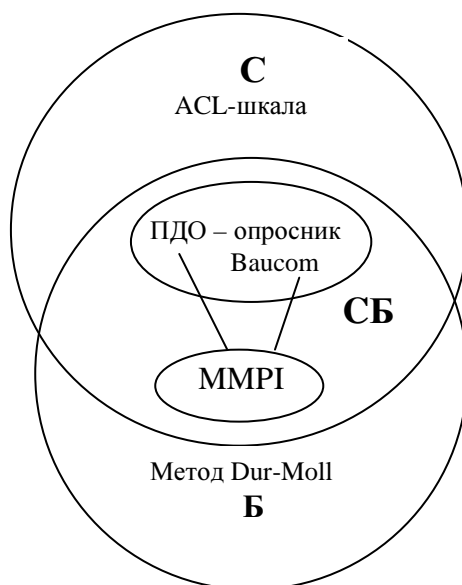 С
ACL-шкала
ПДО – опросник
Baucom
СБ
MMPI
Метод Dur-Moll
Б